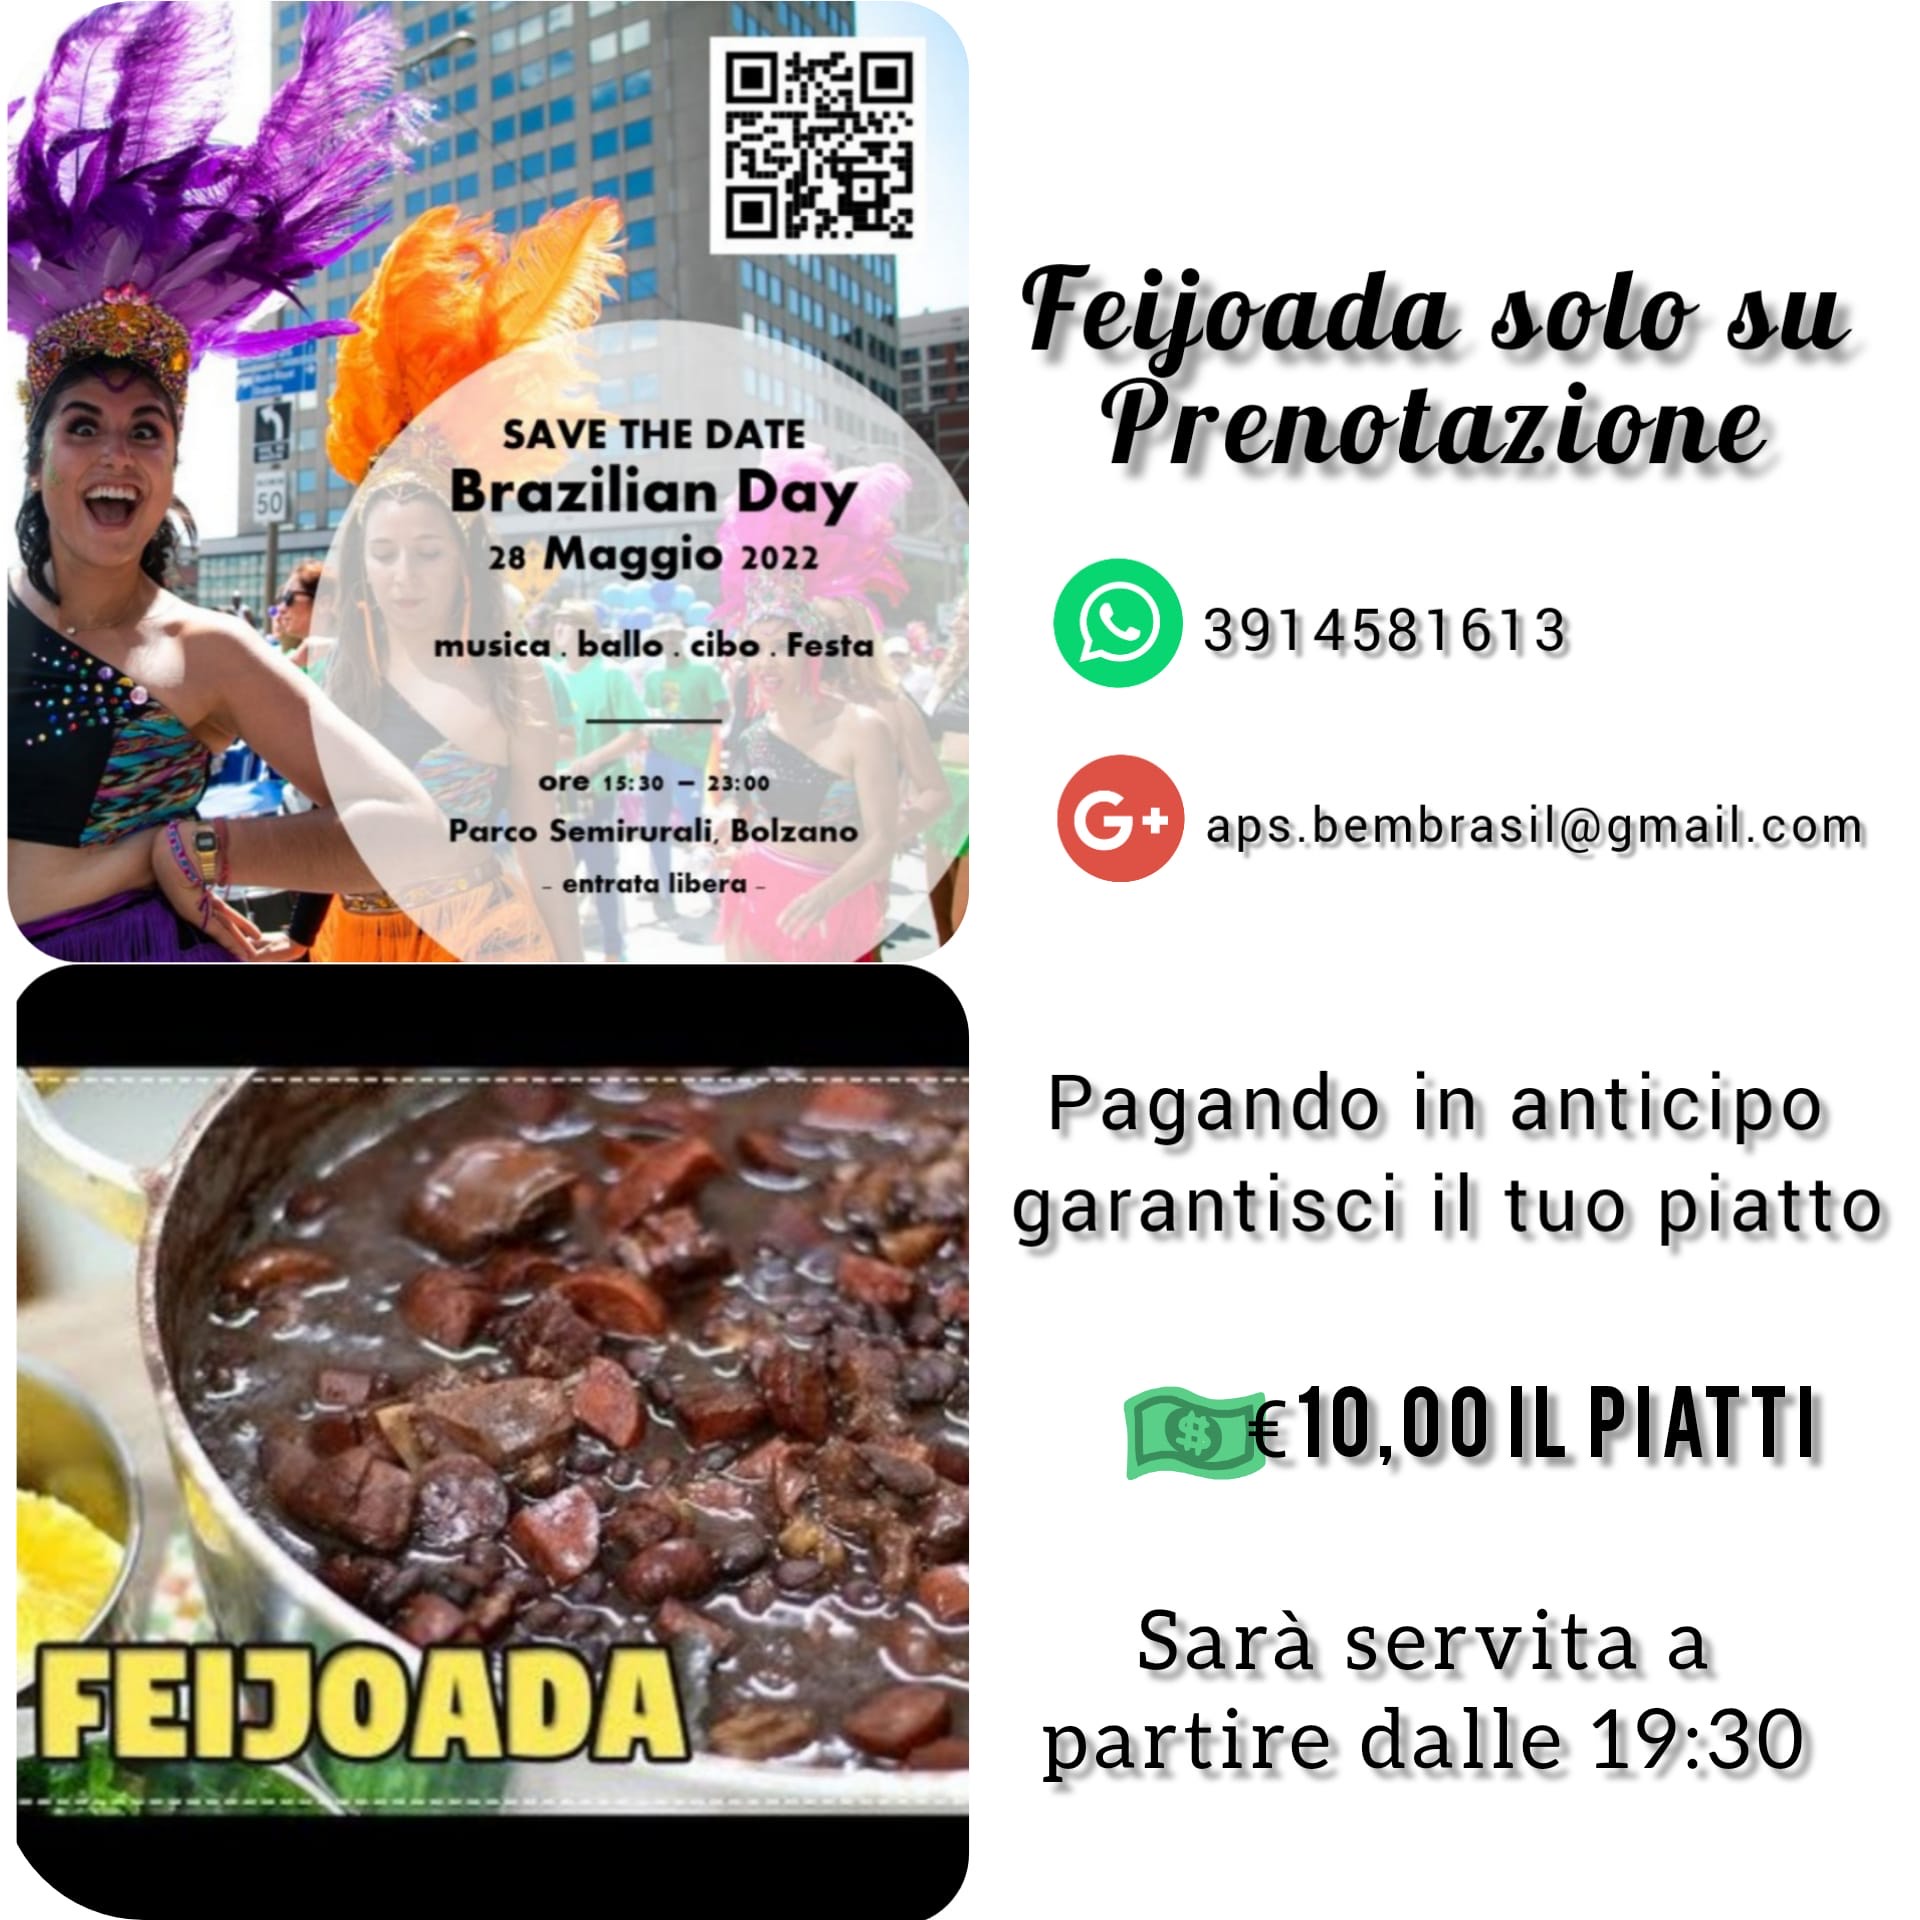 SAVE THE DATE
Brazilian Day
28 Maggio 2022
musica . ballo . cibo . Festa
ore 15:30 – 23:00
Parco Semirurali, Bolzano
- entrata libera -
50
Feijoada solo su
Prenotazione
3914581613
G+ aps.bembrasil@gmail.com
FEIJOADA
Pagando in anticipo
garantisci il tuo piatto
$ €10,00 IL PIATTI
Sarà servita a
partire dalle 19:30